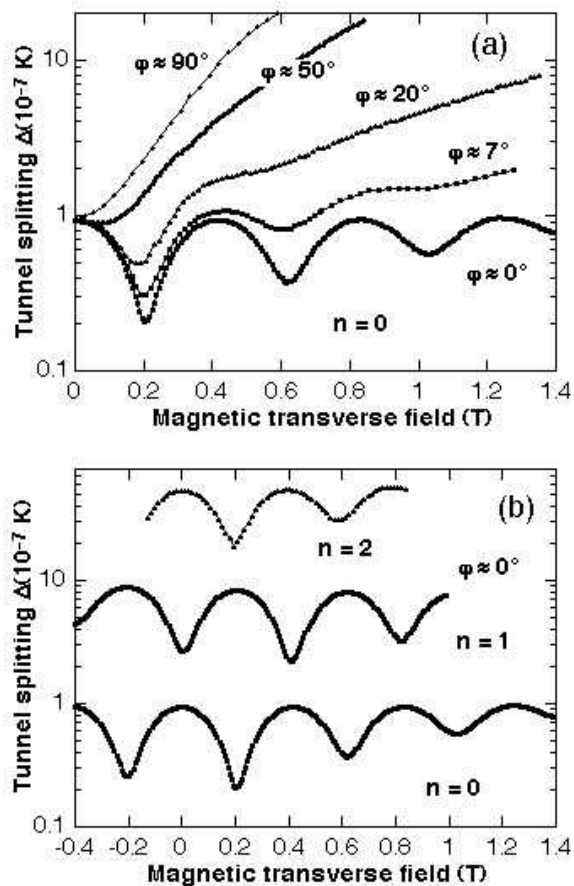 10
1
0.1
Tunnel splitting Δ(10⁻⁷ K)
(a)
φ ≈ 90°
φ ≈ 50°
φ ≈ 20°
φ ≈ 7°
φ ≈ 0°
n = 0
0 0.2 0.4 0.6 0.8 1 1.2 1.4
Magnetic transverse field (T)
10
1
0.1
Tunnel splitting Δ(10⁻⁷ K)
(b)
n = 2
φ ≈ 0°
n = 1
n = 0
-0.4 -0.2 0 0.2 0.4 0.6 0.8 1 1.2 1.4
Magnetic transverse field (T)